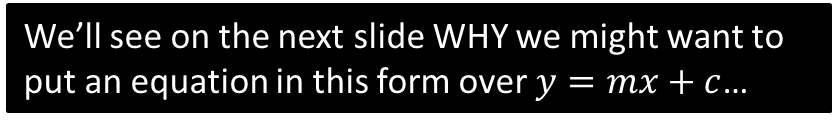 We’ll see on the next slide WHY we might want to
put an equation in this form over y = mx + c…